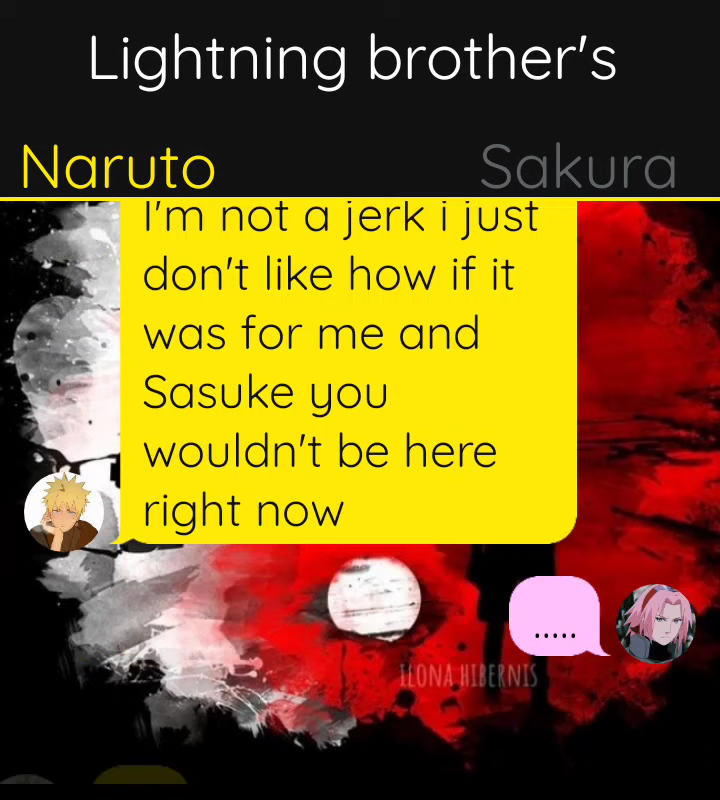 Lightning brother's
Naruto
Sakura
I'm not a jerk i just
don't like how if it
was for me and
Sasuke you
wouldn't be here
right now
.....
ILONA HIBERNIS